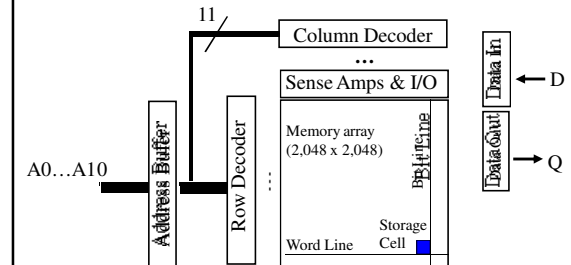 11
Column Decoder
...
Sense Amps & I/O
Data In
D
Memory array
(2,048 x 2,048)
Bit Line
Data Out
Q
A0…A10
Address Buffer
Row Decoder
...
Storage
Cell
Word Line